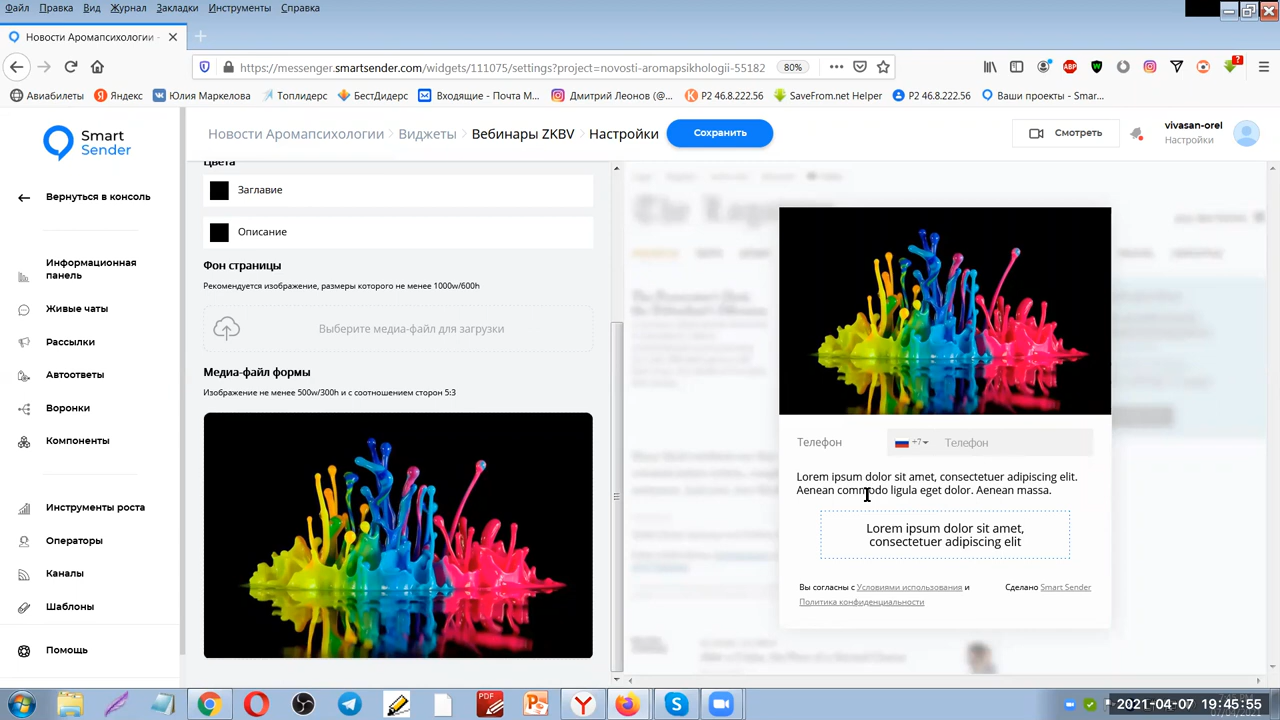 Файл Правка Вид Журнал Закладки Инструменты Справка
Новости Аромапсихологии -
https://messenger.smartsender.com/widgets/111075/settings?project=novosti-aromapsikhologii-55182 80%
Авиабилеты Яндекс Юлия Маркелова Топлидерс БестДидерс Входящие - Почта М... Дмитрий Леонов (@... P2 46.8.222.56 SaveFrom.net Helper P2 46.8.222.56 Ваши проекты - Smar...
Smart
Sender
Новости Аромапсихологии Виджеты Вебинары ZKBV Настройки Сохранить Смотреть
vivasan-orel
Настройки
Вернуться в консоль
Информационная
панель
Живые чаты
Рассылки
Автоответы
Воронки
Компоненты
Инструменты роста
Операторы
Каналы
Шаблоны
Помощь
Цвета
Заглавие
Описание
Фон страницы
Рекомендуется изображение, размеры которого не менее 1000w/600h
Выберите медиа-файл для загрузки
Медиа-файл формы
Изображение не менее 500w/300h и с соотношением сторон 5:3
Телефон +7 Телефон
Lorem ipsum dolor sit amet, consectetuer adipiscing elit.
Aenean commodo ligula eget dolor. Aenean massa.
Lorem ipsum dolor sit amet,
consectetuer adipiscing elit
Вы согласны с Условиями использования и
Политика конфиденциальности
Сделано Smart Sender
2021-04-07 19:45:55